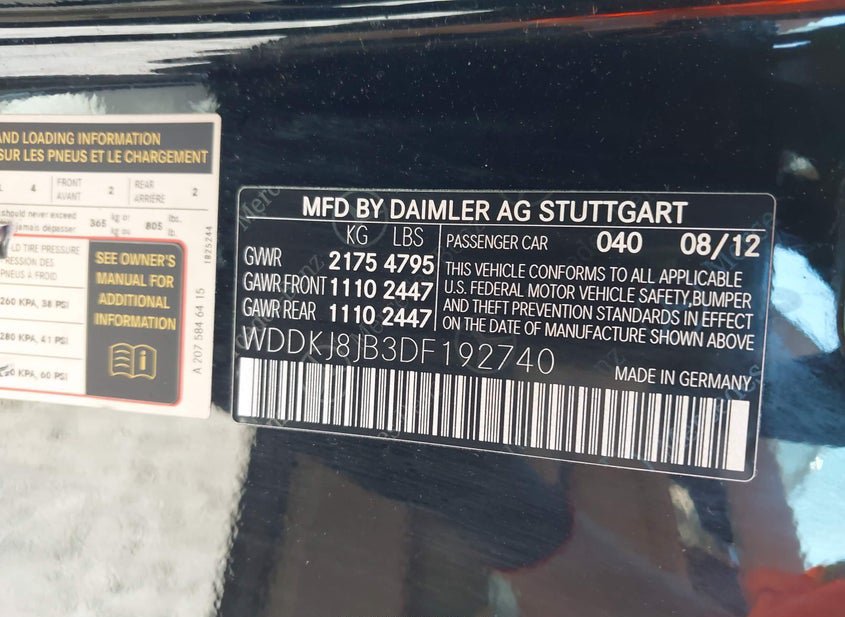 AND LOADING INFORMATION
SUR LES PNEUS ET LE CHARGEMENT
4 FRONT AVANT 2 REAR ARRIÈRE 2
should never exceed
jamais dépasser 365 kg or ou 805 lbs. lb.
LD TIRE PRESSURE
RESSION DES
PNEUS À FROID
260 KPA, 38 PSI
280 KPA, 41 PSI
KPA, 60 PSI
SEE OWNER'S
MANUAL FOR
ADDITIONAL
INFORMATION
1825244
A 207 584 64 15
MFD BY DAIMLER AG STUTTGART
KG LBS
GVWR 2175 4795
GAWR FRONT 1110 2447
GAWR REAR 1110 2447
PASSENGER CAR 040 08/12
THIS VEHICLE CONFORMS TO ALL APPLICABLE
U.S. FEDERAL MOTOR VEHICLE SAFETY,BUMPER
AND THEFT PREVENTION STANDARDS IN EFFECT
ON THE DATE OF MANUFACTURE SHOWN ABOVE
WDDKJ8JB3DF192740
MADE IN GERMANY